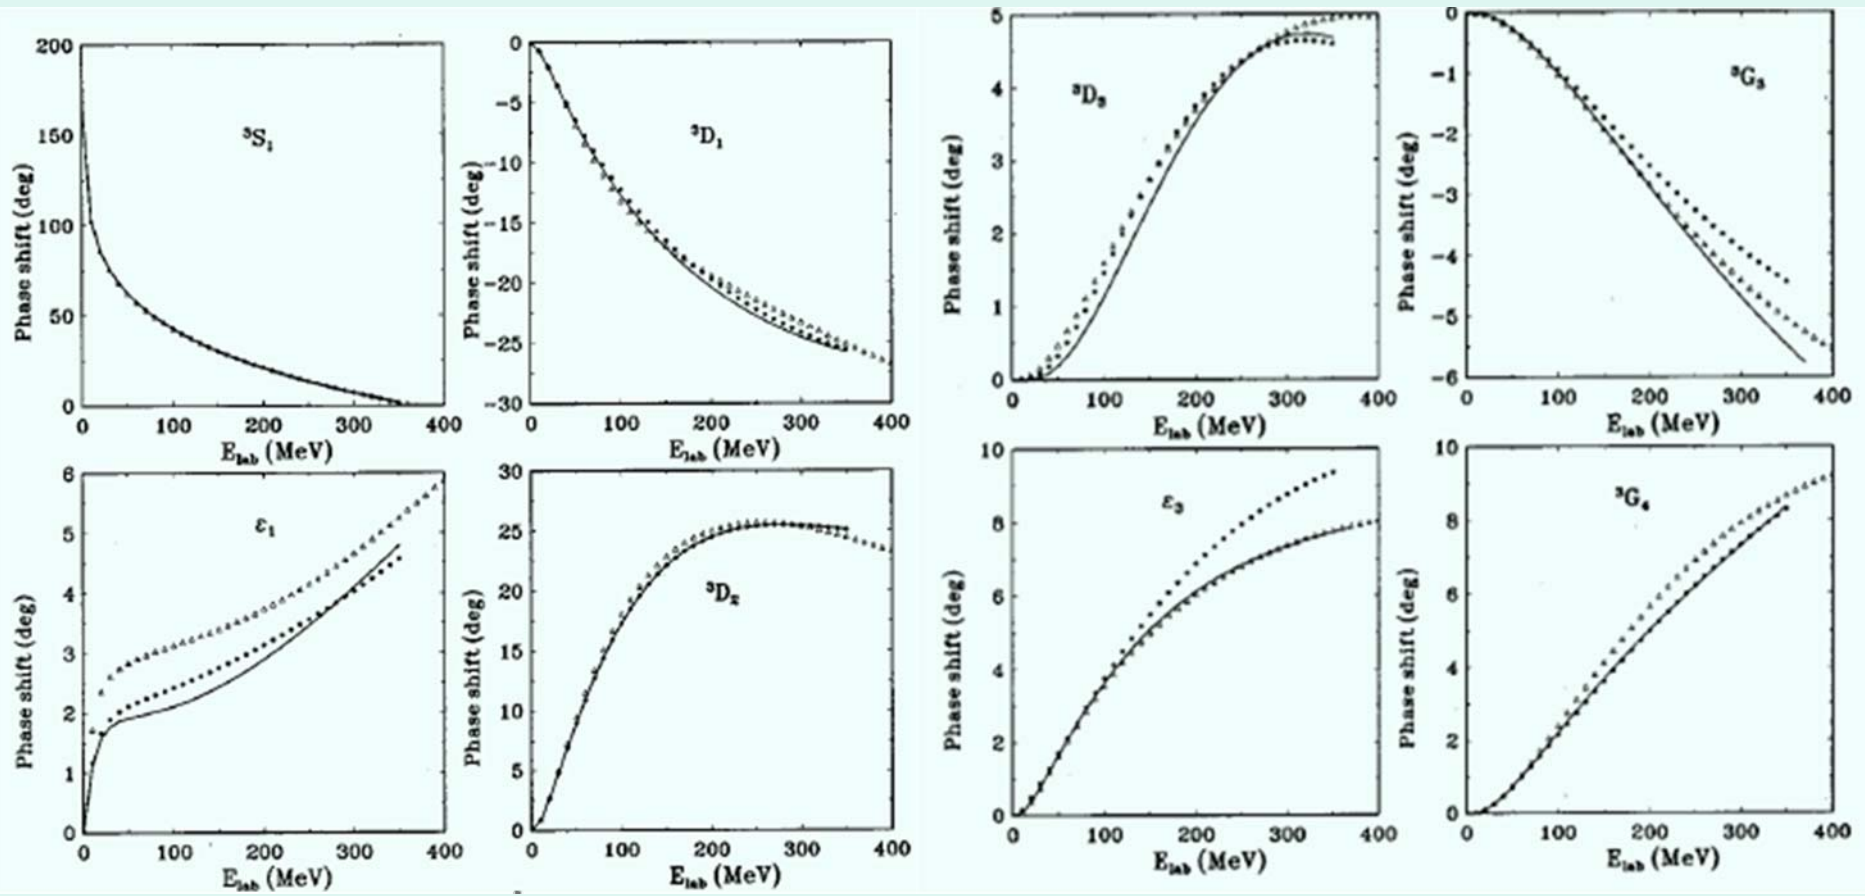 200
150
100
50
0
0 100 200 300 400
Phase shift (deg)
³S₁
E_lab (MeV)
0
−5
−10
−15
−20
−25
−30
0 100 200 300 400
Phase shift (deg)
³D₁
E_lab (MeV)
5
4
3
2
1
0
0 100 200 300 400
Phase shift (deg)
³D₃
E_lab (MeV)
0
−1
−2
−3
−4
−5
−6
0 100 200 300 400
Phase shift (deg)
³G₃
E_lab (MeV)
6
5
4
3
2
1
0
0 100 200 300 400
Phase shift (deg)
ε₁
E_lab (MeV)
30
25
20
15
10
5
0
0 100 200 300 400
Phase shift (deg)
³D₂
E_lab (MeV)
10
8
6
4
2
0
0 100 200 300 400
Phase shift (deg)
ε₃
E_lab (MeV)
10
8
6
4
2
0
0 100 200 300 400
Phase shift (deg)
³G₄
E_lab (MeV)